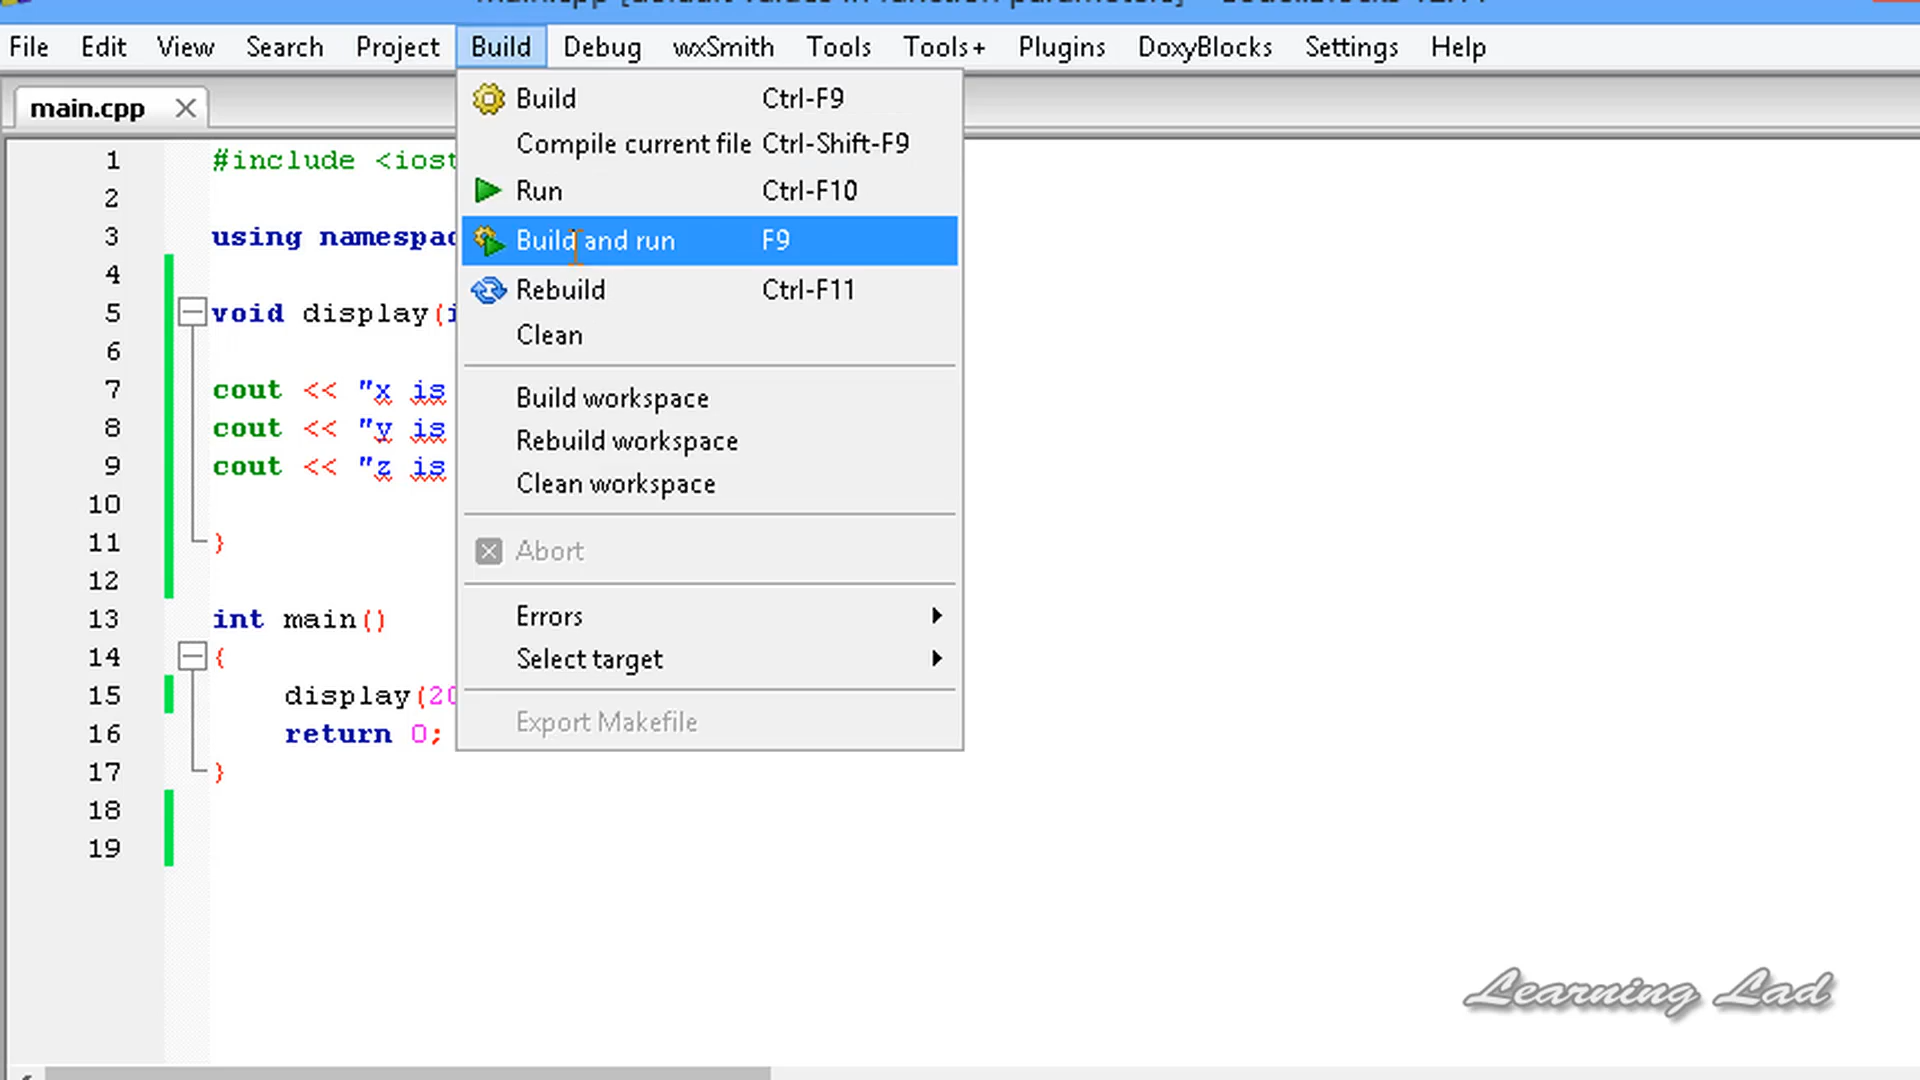 File Edit View Search Project Build Debug wxSmith Tools Tools+ Plugins DoxyBlocks Settings Help
main.cpp
Build Ctrl-F9
Compile current file Ctrl-Shift-F9
Run Ctrl-F10
Build and run F9
Rebuild Ctrl-F11
Clean
Build workspace
Rebuild workspace
Clean workspace
Abort
Errors
Select target
Export Makefile
1 #include <iost
2
3 using namespac
4
5 void display(i
6
7 cout << "x is
8 cout << "y is
9 cout << "z is
10
11 }
12
13 int main()
14 {
15 display(20
16 return 0;
17 }
18
19
Learning Lad